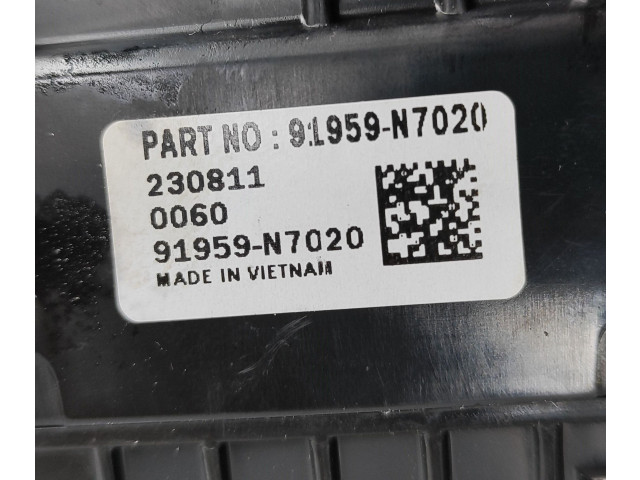 PART NO : 91959-N7020
230811
0060
91959-N7020
MADE IN VIETNAM